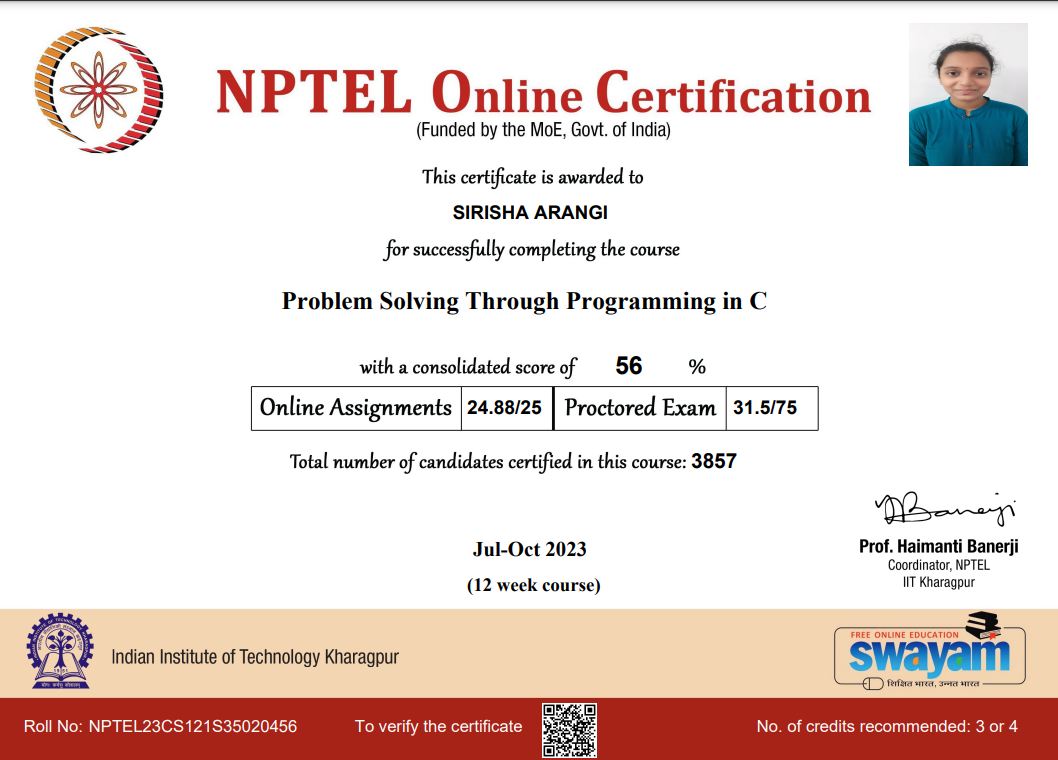 NPTEL Online Certification
(Funded by the MoE, Govt. of India)
This certificate is awarded to
SIRISHA ARANGI
for successfully completing the course
Problem Solving Through Programming in C
with a consolidated score of 56 %
Online Assignments 24.88/25 Proctored Exam 31.5/75
Total number of candidates certified in this course: 3857
Banerji
Prof. Haimanti Banerji
Coordinator, NPTEL
IIT Kharagpur
Jul-Oct 2023
(12 week course)
Indian Institute of Technology Kharagpur
FREE ONLINE EDUCATION
swayam
शिक्षित भारत, उन्नत भारत
Roll No: NPTEL23CS121S35020456 To verify the certificate No. of credits recommended: 3 or 4